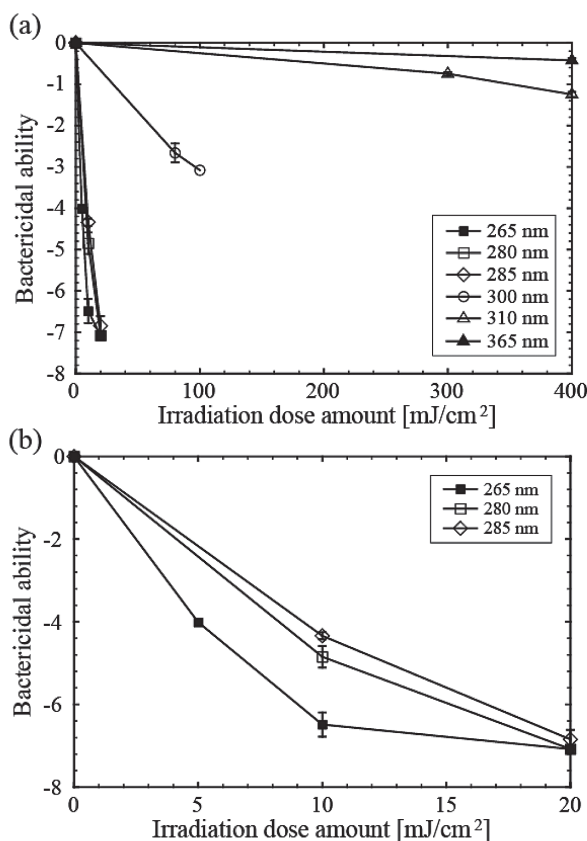 (a)
0
-1
-2
-3
-4
-5
-6
-7
-8
Bactericidal ability
265 nm
280 nm
285 nm
300 nm
310 nm
365 nm
0 100 200 300 400
Irradiation dose amount [mJ/cm²]
(b)
0
-2
-4
-6
-8
Bactericidal ability
265 nm
280 nm
285 nm
0 5 10 15 20
Irradiation dose amount [mJ/cm²]